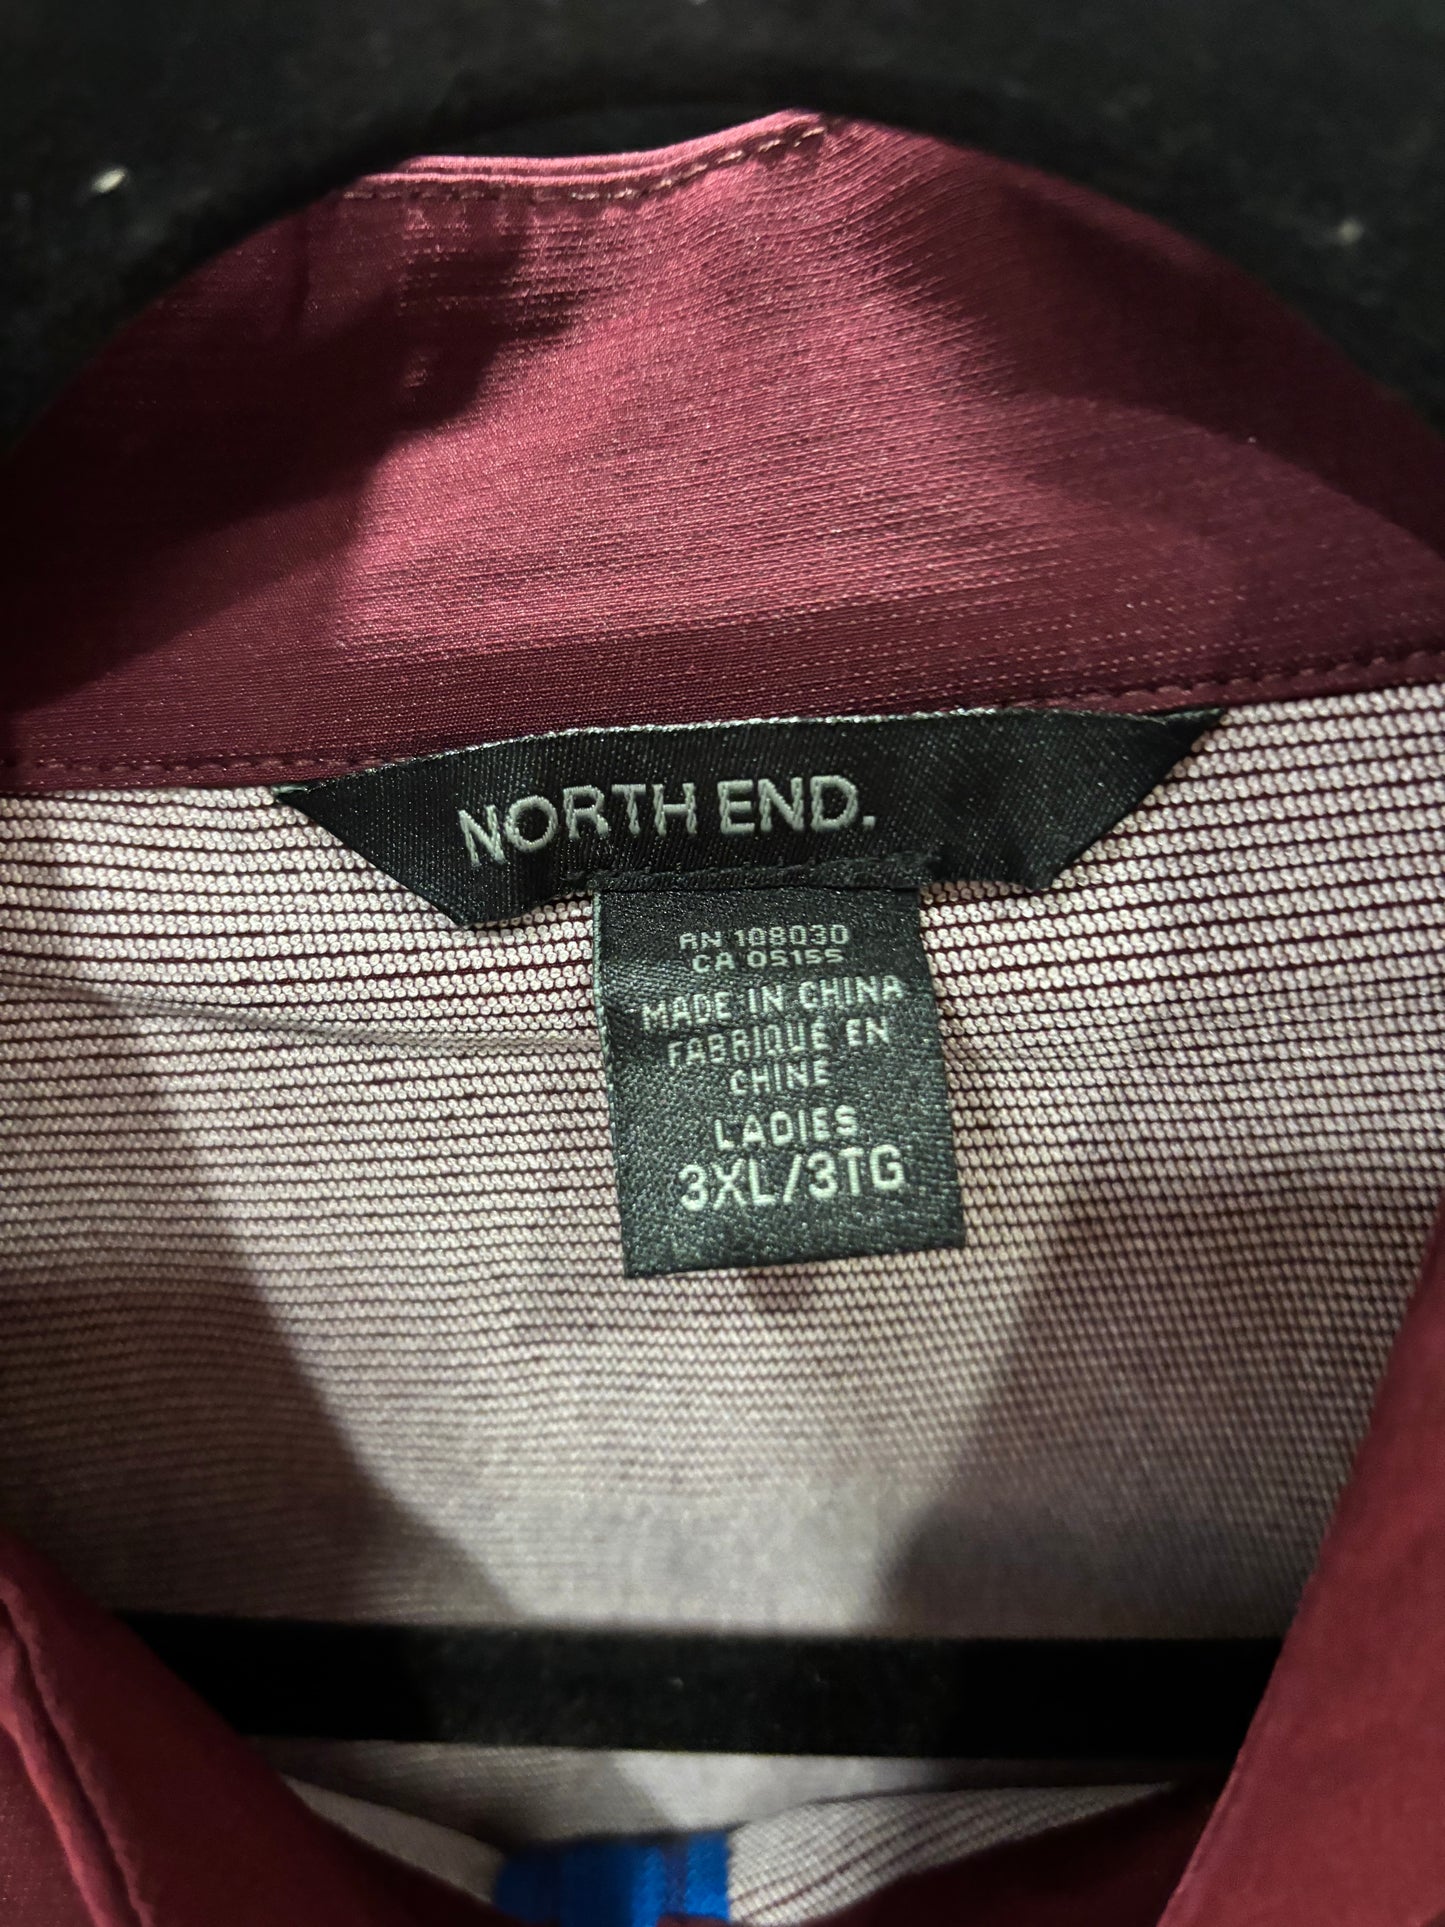 NORTH END.
RN 108030
CA 05155
MADE IN CHINA
FABRIQUÉ EN
CHINE
LADIES
3XL/3TG